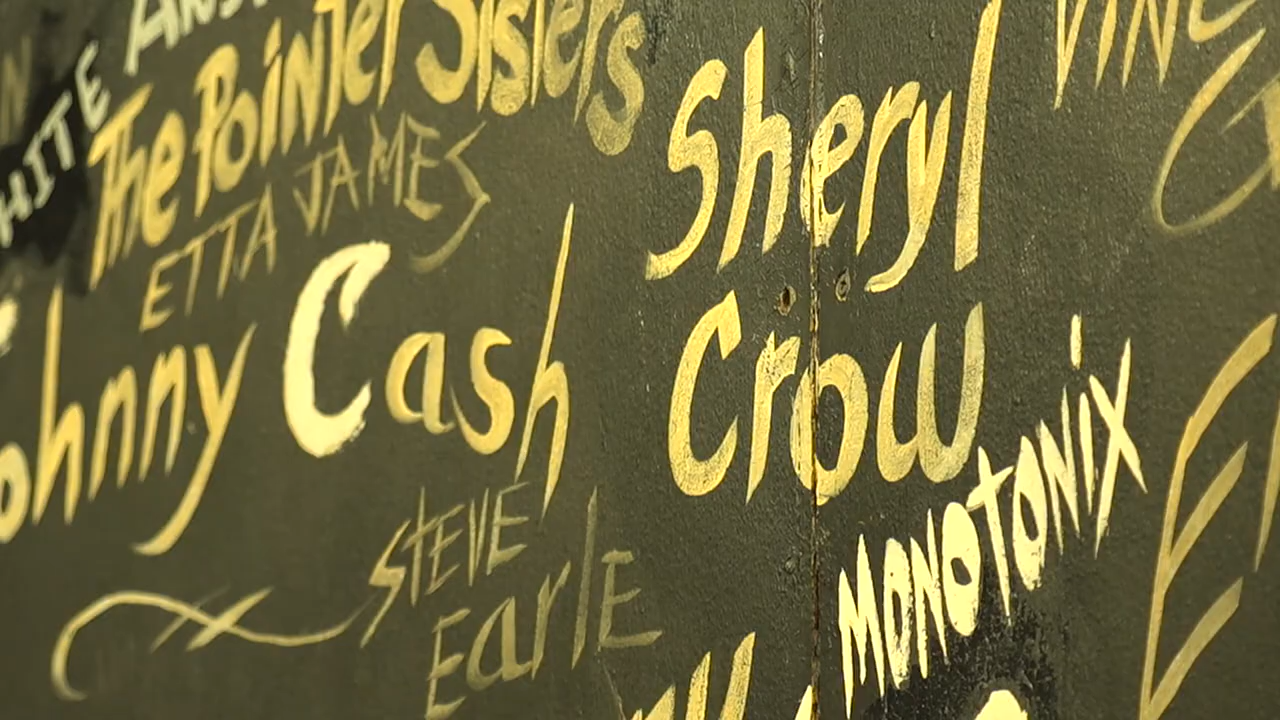 The Pointer Sisters
ETTA JAMES
Johnny Cash
Sheryl
Crow
STEVE
Earle
MONOTONIX